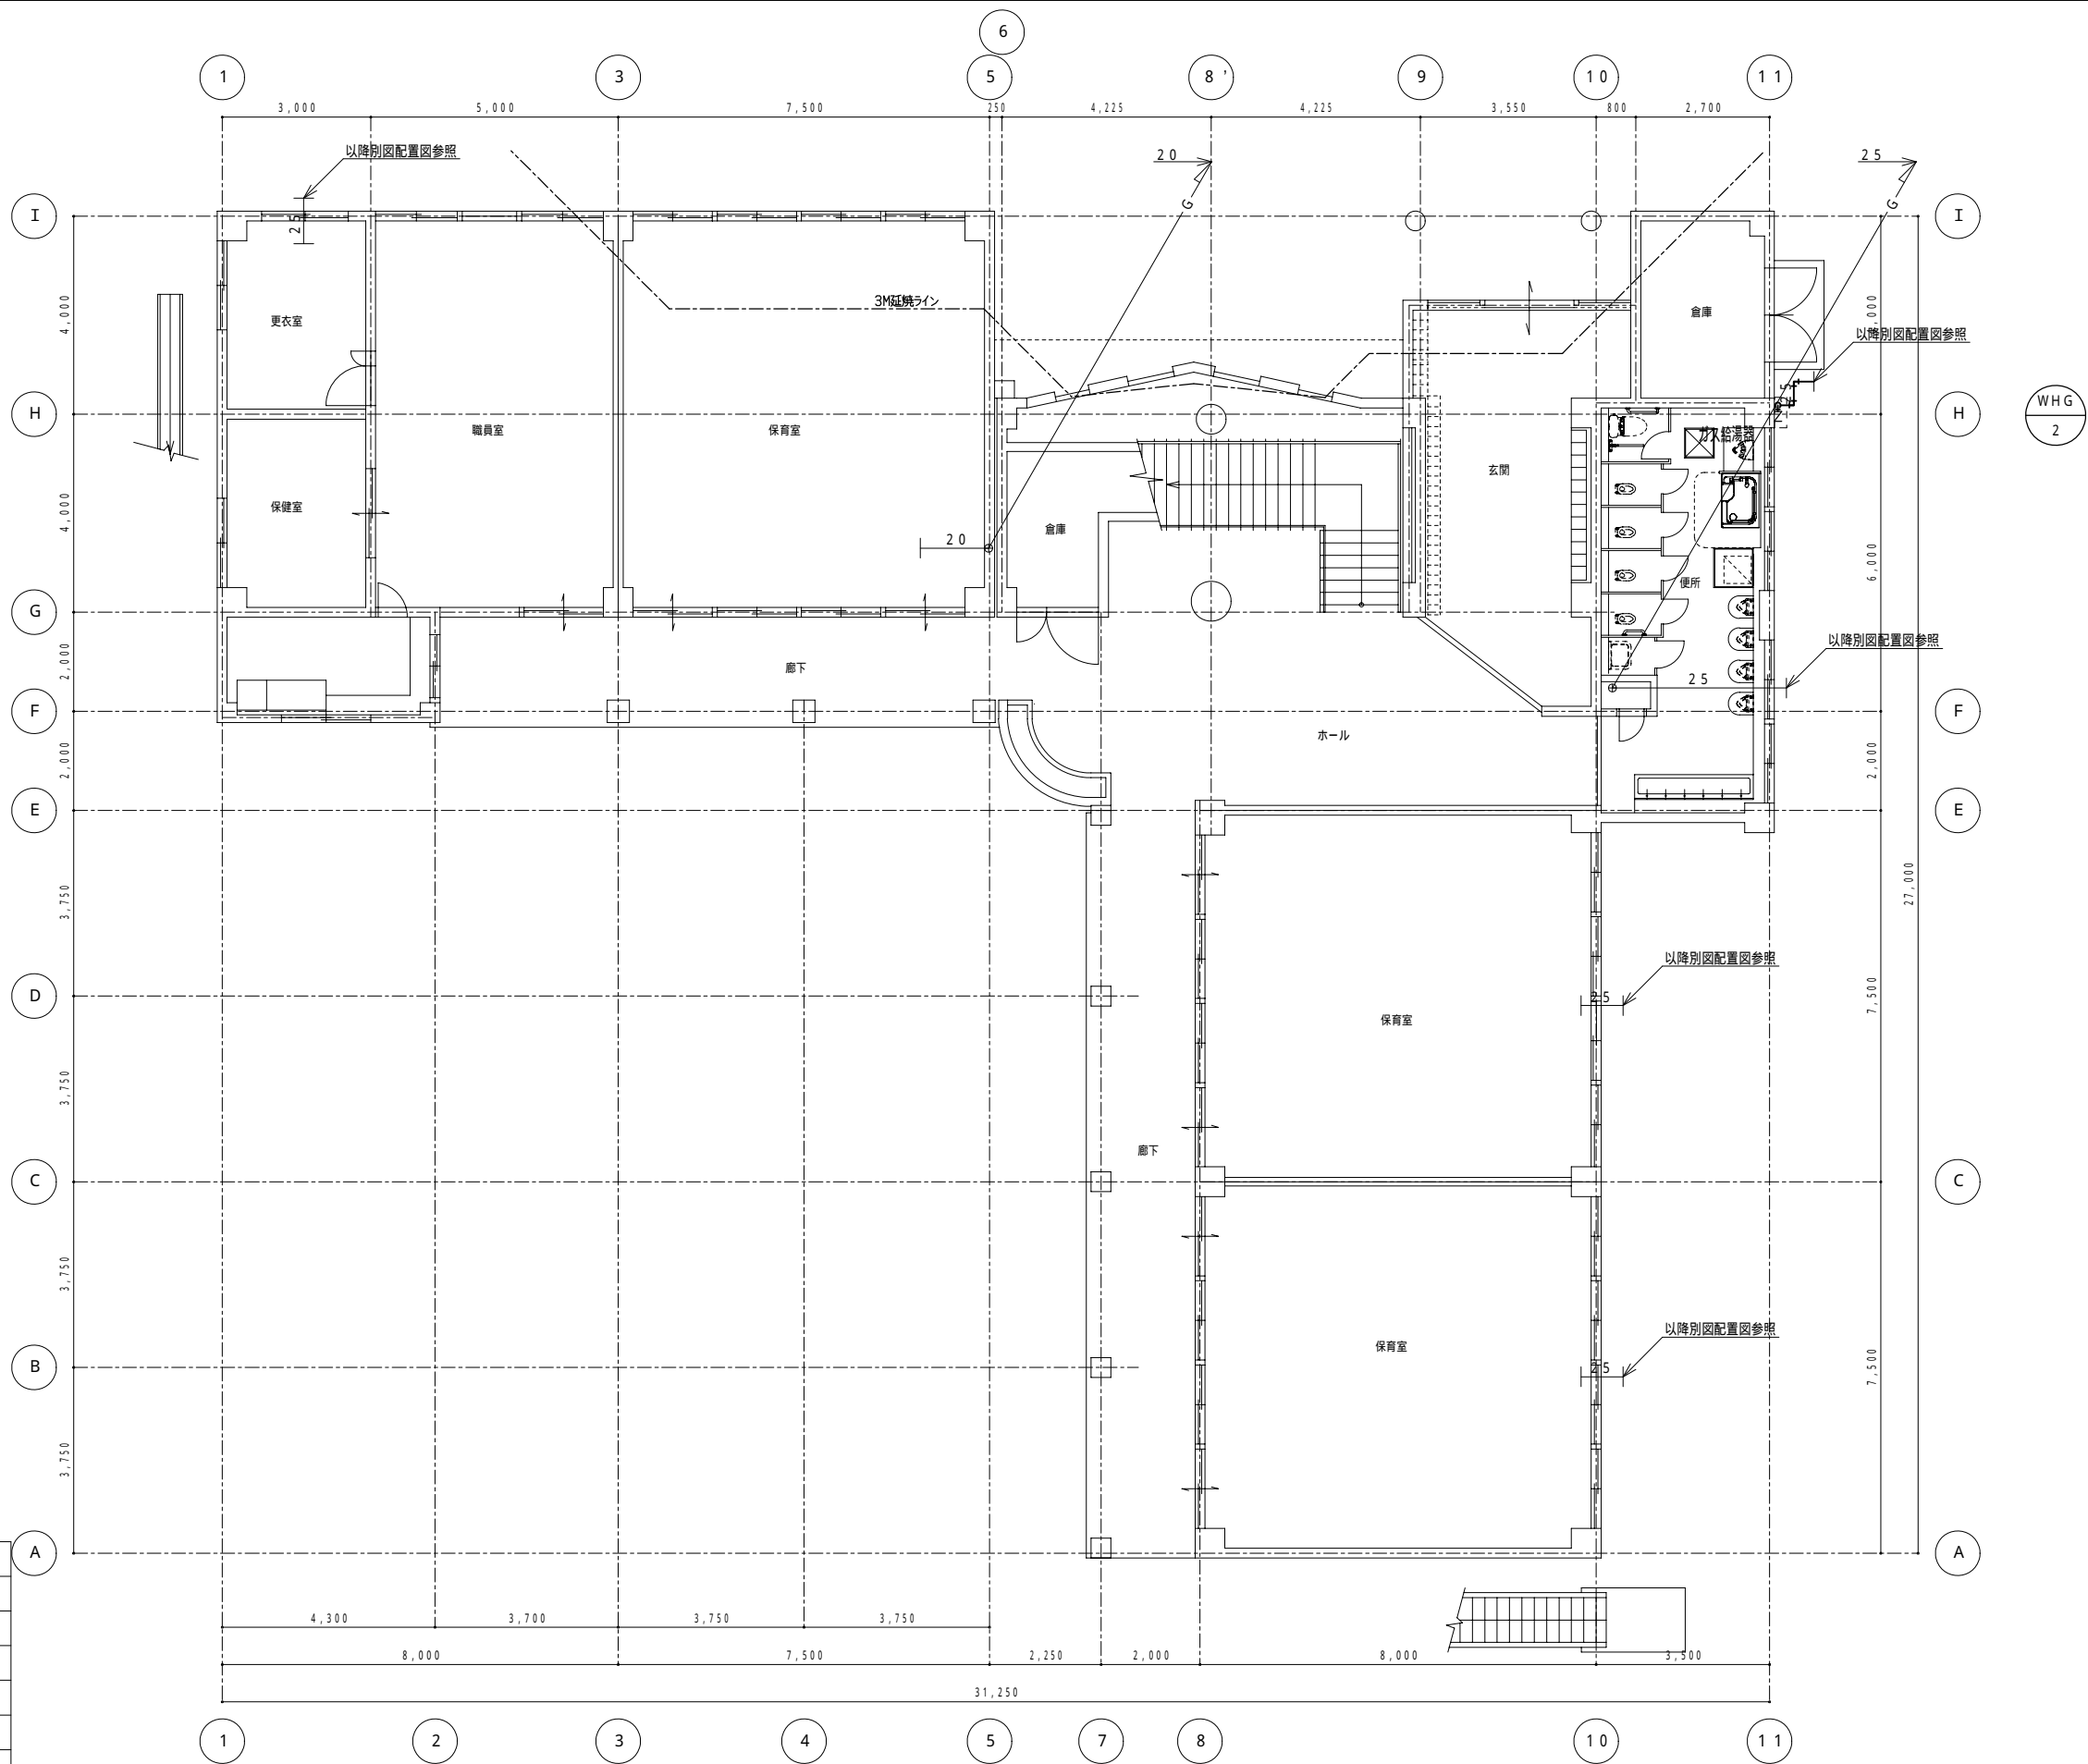 6
1 3 5 8' 9 10 11
3,000 5,000 7,500 250 4,225 4,225 3,550 800 2,700
以降別図配置図参照
20
25
I
25
G
G
I
3M延焼ライン
4,000
更衣室
倉庫
以降別図配置図参照
H
25
H
WHG
2
職員室
保育室
ガス給湯器
玄関
4,000
保健室
倉庫
20
6,000
便所
G
2,000
廊下
以降別図配置図参照
25
F
F
ホール
2,000
2,000
E
E
3,750
27,000
以降別図配置図参照
D
25
7,500
保育室
3,750
廊下
C
C
3,750
以降別図配置図参照
保育室
B
25
7,500
3,750
A
A
4,300 3,700 3,750 3,750
8,000 7,500 2,250 2,000 8,000 3,500
31,250
1 2 3 4 5 7 8 10 11